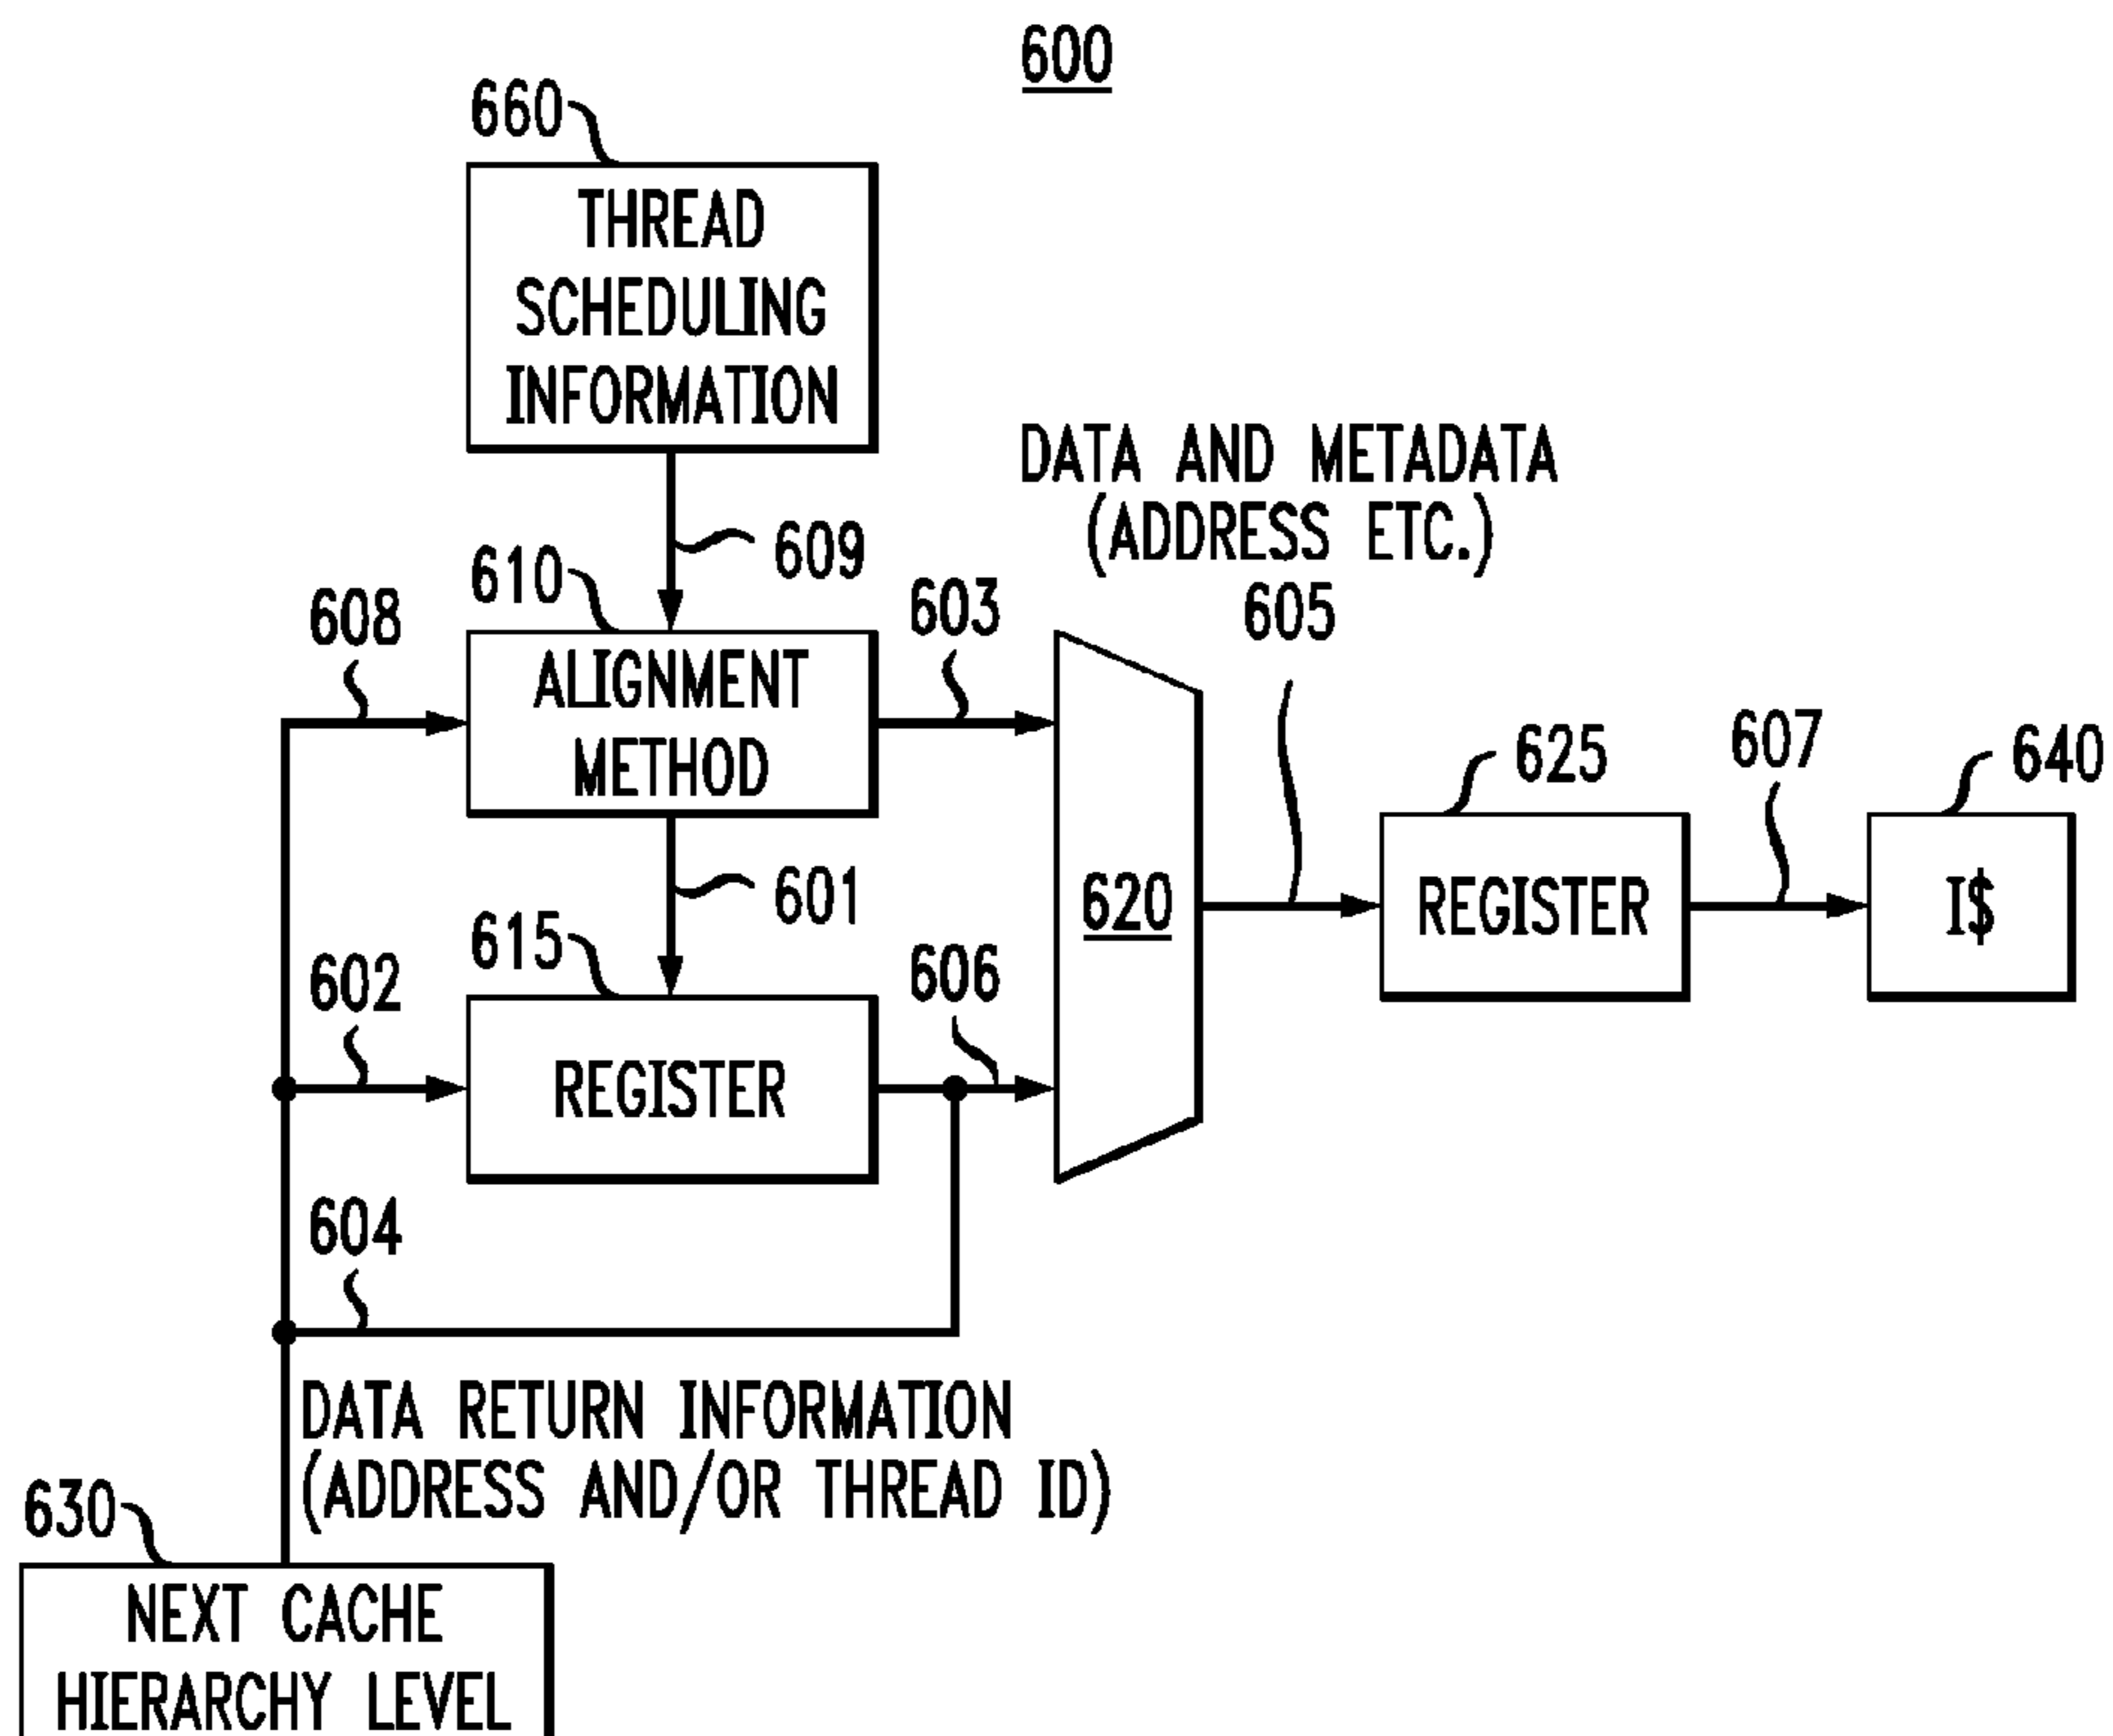 600
660
THREAD
SCHEDULING
INFORMATION
DATA AND METADATA
(ADDRESS ETC.)
609
610
603
605
608
ALIGNMENT
METHOD
625
607
640
601
620
REGISTER
I$
615
602
606
REGISTER
604
DATA RETURN INFORMATION
(ADDRESS AND/OR THREAD ID)
630
NEXT CACHE
HIERARCHY LEVEL